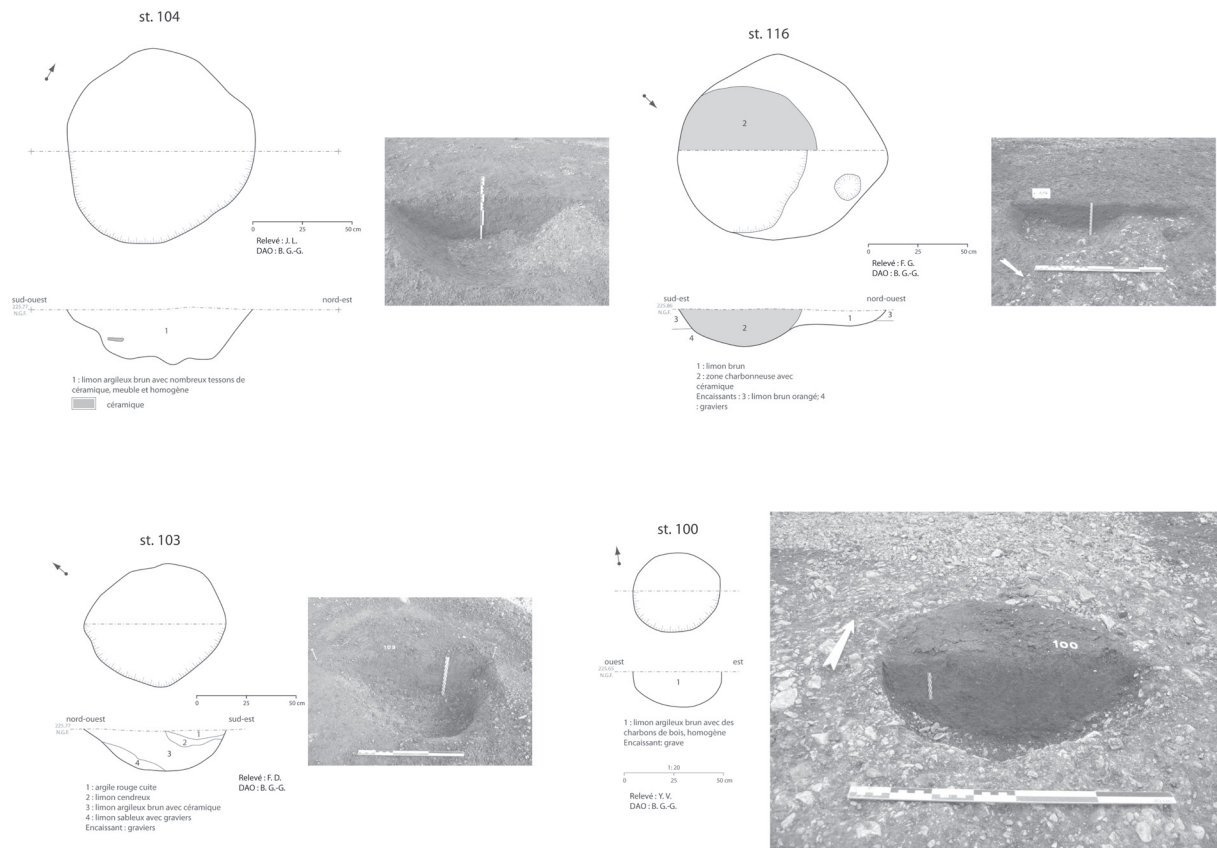 st. 104
0 25 50 cm
Relevé : J. L.
DAO : B. G.-G.
sud-ouest
nord-est
225.77
N.G.F.
1
1 : limon argileux brun avec nombreux tessons de
céramique, meuble et homogène
céramique
st. 116
2
0 25 50 cm
Relevé : F. G.
DAO : B. G.-G.
sud-est
nord-ouest
225.86
N.G.F.
3
4
2
1
3
1 : limon brun
2 : zone charbonneuse avec
céramique
Encaissants : 3 : limon brun orangé; 4
: graviers
st. 103
0 25 50 cm
nord-ouest
sud-est
225.77
N.G.F.
1
2
3
4
Relevé : F. D.
DAO : B. G.-G.
1 : argile rouge cuite
2 : limon cendreux
3 : limon argileux brun avec céramique
4 : limon sableux avec graviers
Encaissant : graviers
st. 100
ouest
est
225.65
N.G.F.
1
1 : limon argileux brun avec des
charbons de bois, homogène
Encaissant: grave
1: 20
0 25 50 cm
Relevé : Y. V.
DAO : B. G.-G.
100